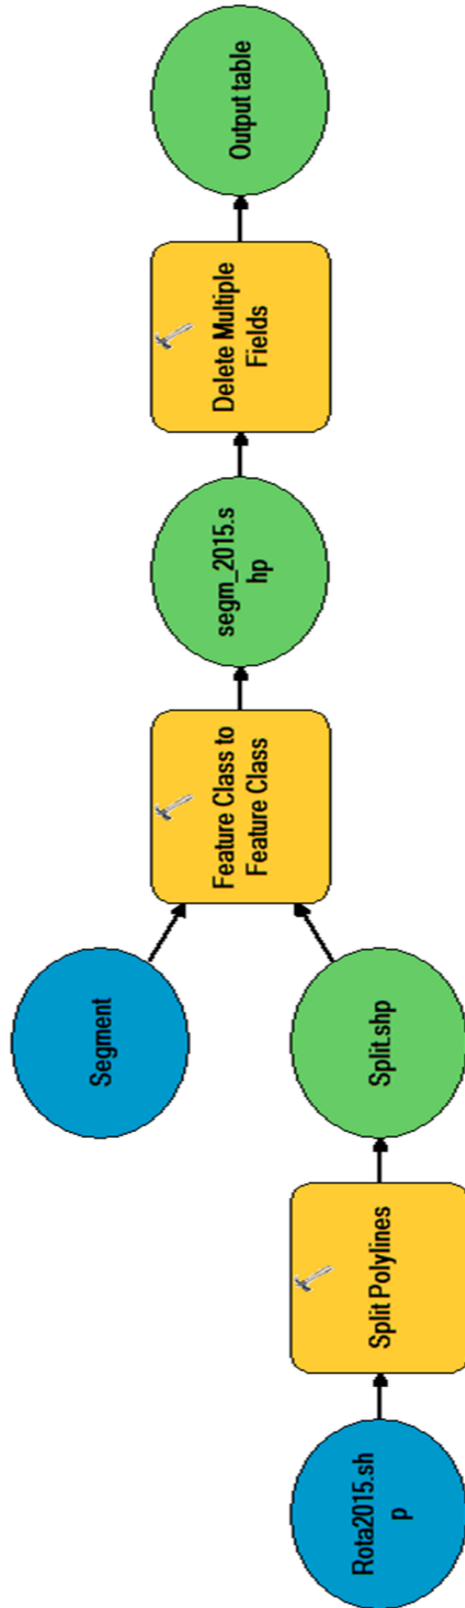 Segment
Rota2015.sh
p
Split Polylines
Split.shp
Feature Class to
Feature Class
segm_2015.s
hp
Delete Multiple
Fields
Output table